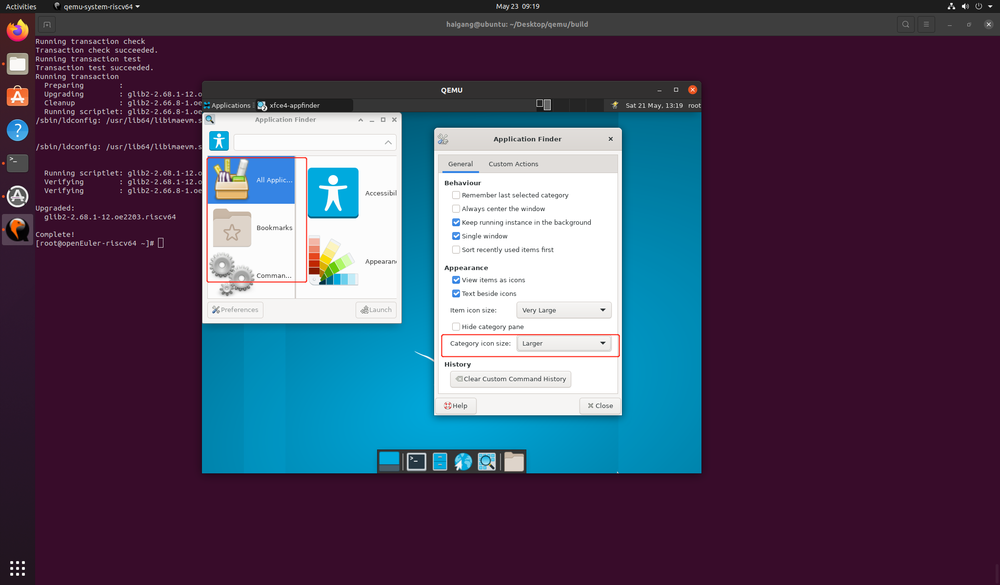 Activities
qemu-system-riscv64
May 23 09:19
haigang@ubuntu: ~/Desktop/qemu/build
Running transaction check
Transaction check succeeded.
Running transaction test
Transaction test succeeded.
Running transaction
Preparing :
Upgrading : glib2-2.68.1-12.o
Cleanup : glib2-2.66.8-1.oe
Running scriptlet: glib2-2.66.8-1.oe
/sbin/ldconfig: /usr/lib64/libimaevm.s
/sbin/ldconfig: /usr/lib64/libimaevm.s
Running scriptlet: glib2-2.68.1-12.o
Verifying : glib2-2.68.1-12.o
Verifying : glib2-2.66.8-1.oe
Upgraded:
glib2-2.68.1-12.oe2203.riscv64
Complete!
[root@openEuler-riscv64 ~]#
QEMU
Applications
2
xfce4-appfinder
Sat 21 May, 13:19 root
Application Finder
All Applic...
Bookmarks
Comman...
Accessibil
Appearan
Preferences
Launch
Application Finder
General
Custom Actions
Behaviour
Remember last selected category
Always center the window
Keep running instance in the background
Single window
Sort recently used items first
Appearance
View items as icons
Text beside icons
Item icon size: Very Large
Hide category pane
Category icon size: Larger
History
Clear Custom Command History
Help
Close